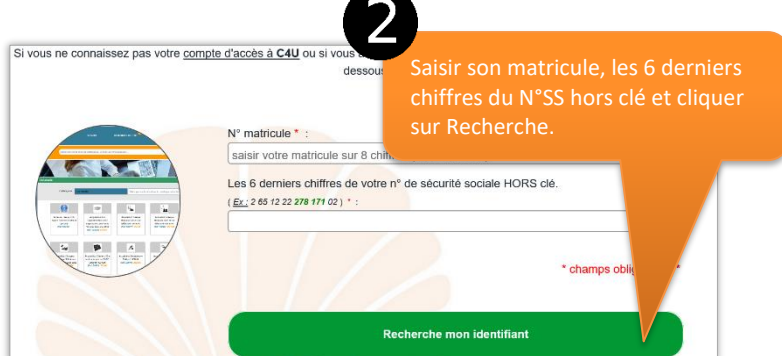 2
Si vous ne connaissez pas votre compte d'accès à C4U ou si vous
dessous
Saisir son matricule, les 6 derniers
chiffres du N°SS hors clé et cliquer
sur Recherche.
N° matricule * :
saisir votre matricule sur 8
Les 6 derniers chiffres de votre n° de sécurité sociale HORS clé.
( Ex : 2 65 12 22 278 171 02 ) * :
* champs
Recherche mon identifiant